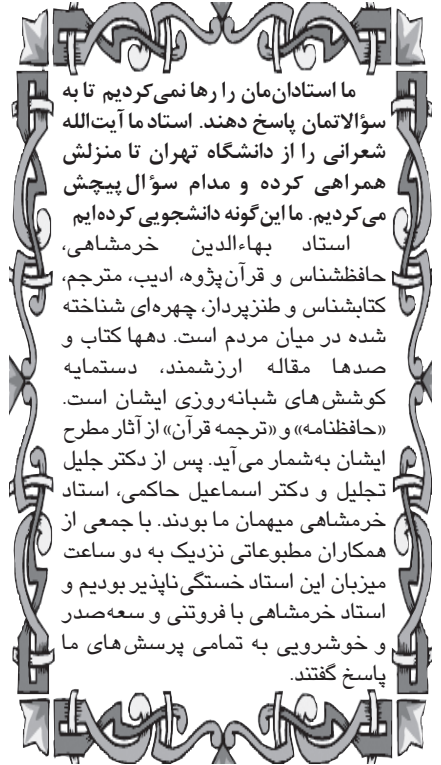 ما استادان‌مان را رها نمی‌کردیم تا به
سؤالاتمان پاسخ دهند. استاد ما آیت‌الله
شعرانی را از دانشگاه تهران تا منزلش
همراهی کرده و مدام سؤال پیچش
می‌کردیم. ما این‌گونه دانشجویی کرده‌ایم
استاد بهاءالدین خرمشاهی،
حافظشناس و قرآن‌پژوه، ادیب، مترجم،
کتابشناس و طنزپرداز، چهره‌ای شناخته
شده در میان مردم است. دهها کتاب و
صدها مقاله ارزشمند، دستمایه
کوشش‌های شبانه‌روزی ایشان است.
«حافظنامه» و «ترجمه قرآن» از آثار مطرح
ایشان به‌شمار می‌آید. پس از دکتر جلیل
تجلیل و دکتر اسماعیل حاکمی، استاد
خرمشاهی میهمان ما بودند. با جمعی از
همکاران مطبوعاتی نزدیک به دو ساعت
میزبان این استاد خستگی‌ناپذیر بودیم و
استاد خرمشاهی با فروتنی و سعه‌صدر
و خوشرویی به تمامی پرسش‌های ما
پاسخ گفتند.